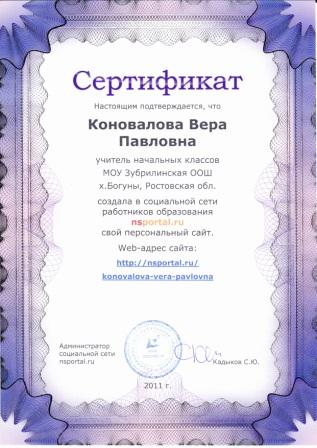 Сертификат
Настоящим подтверждается, что
Коновалова Вера
Павловна
учитель начальных классов
МОУ Зубрилинская ООШ
х.Богуны, Ростовская обл.
создала в социальной сети
работников образования
nsportal.ru
свой персональный сайт.
Web-адрес сайта:
http://nsportal.ru/
konovalova-vera-pavlovna
Администратор
социальной сети
nsportal.ru
Кадыков С.Ю.
2011 г.